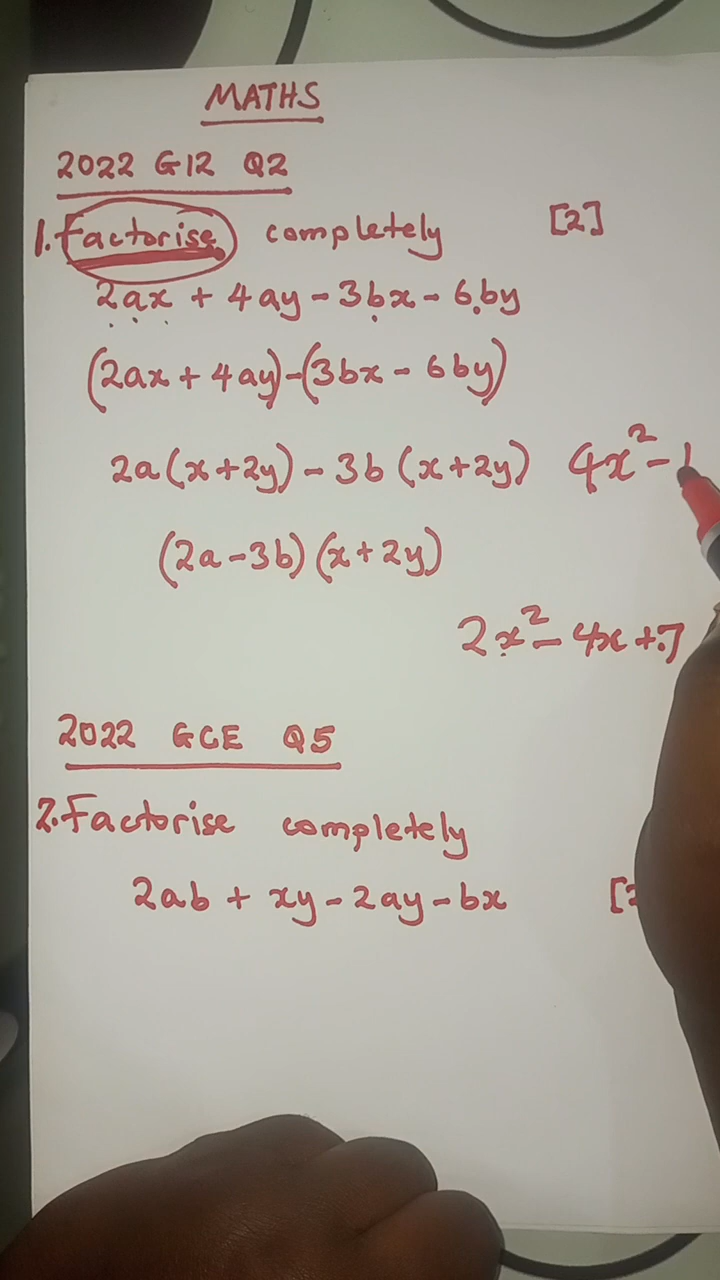 MATHS
2022 G12 Q2
1. Factorise completely [2]
2ax + 4ay - 3bx - 6by
(2ax + 4ay) - (3bx - 6by)
2a(x+2y) - 3b(x+2y) 4x² -
(2a-3b)(x+2y)
2x² - 4x + 7
2022 GCE Q5
2. Factorise completely
2ab + xy - 2ay - bx [